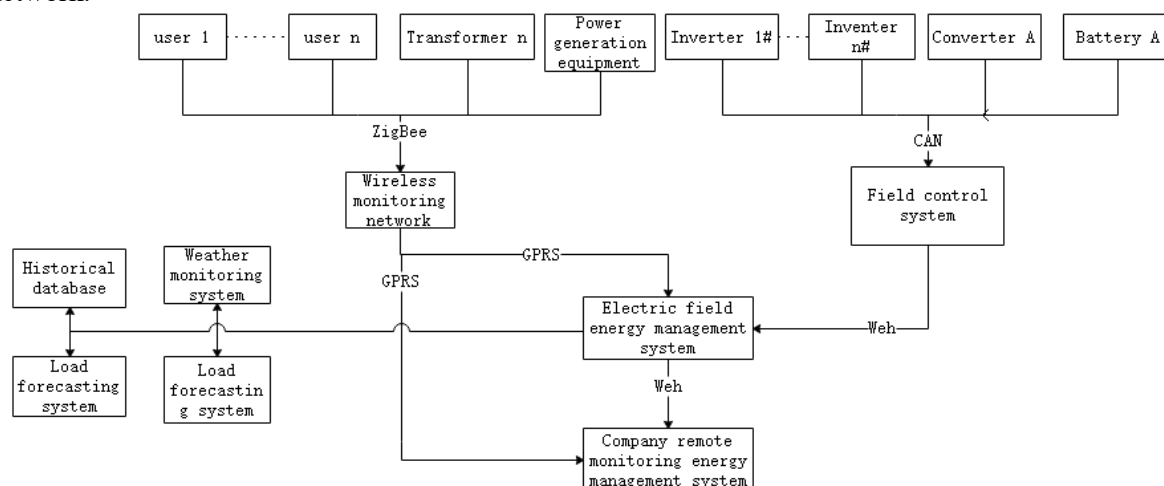 user 1
user n
Transformer n
Power
generation
equipment
Inverter 1#
Inventer
n#
Converter A
Battery A
ZigBee
CAN
Wireless
monitoring
network
Field control
system
Historical
database
Weather
monitoring
system
GPRS
GPRS
Electric field
energy management
system
Weh
Load
forecasting
system
Load
forecastin
g system
Weh
Company remote
monitoring energy
management system